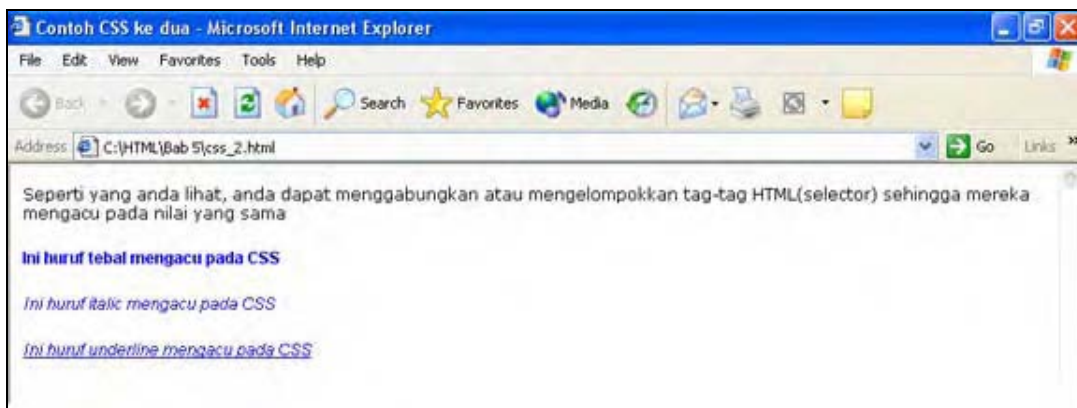 Contoh CSS ke dua - Microsoft Internet Explorer
File Edit View Favorites Tools Help
Back Search Favorites Media
Address C:\HTML\Bab 5\css_2.html Go Links »
Seperti yang anda lihat, anda dapat menggabungkan atau mengelompokkan tag-tag HTML(selector) sehingga mereka
mengacu pada nilai yang sama
Ini huruf tebal mengacu pada CSS
Ini huruf italic mengacu pada CSS
Ini huruf underline mengacu pada CSS